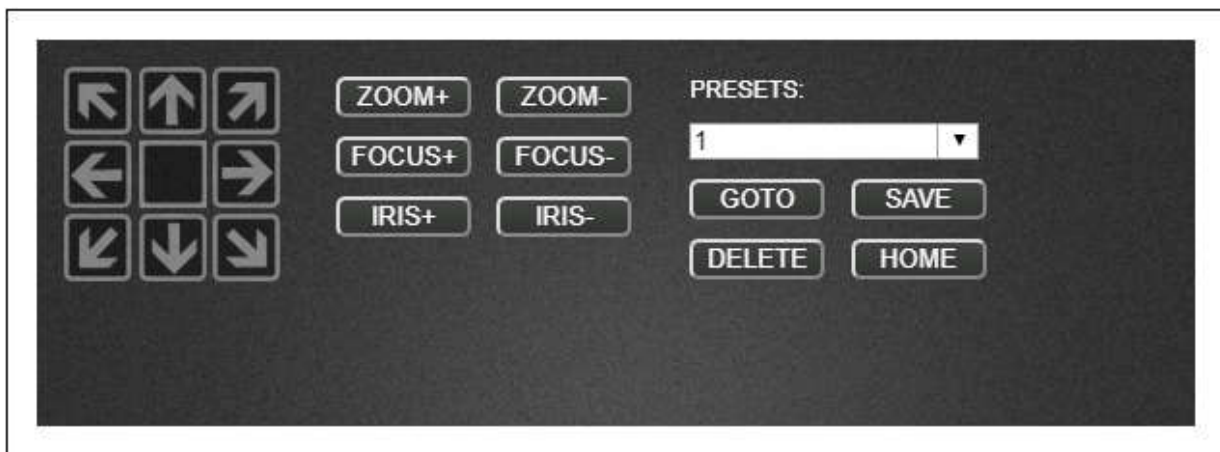 ZOOM+ ZOOM-
FOCUS+ FOCUS-
IRIS+ IRIS-
PRESETS:
1
GOTO SAVE
DELETE HOME